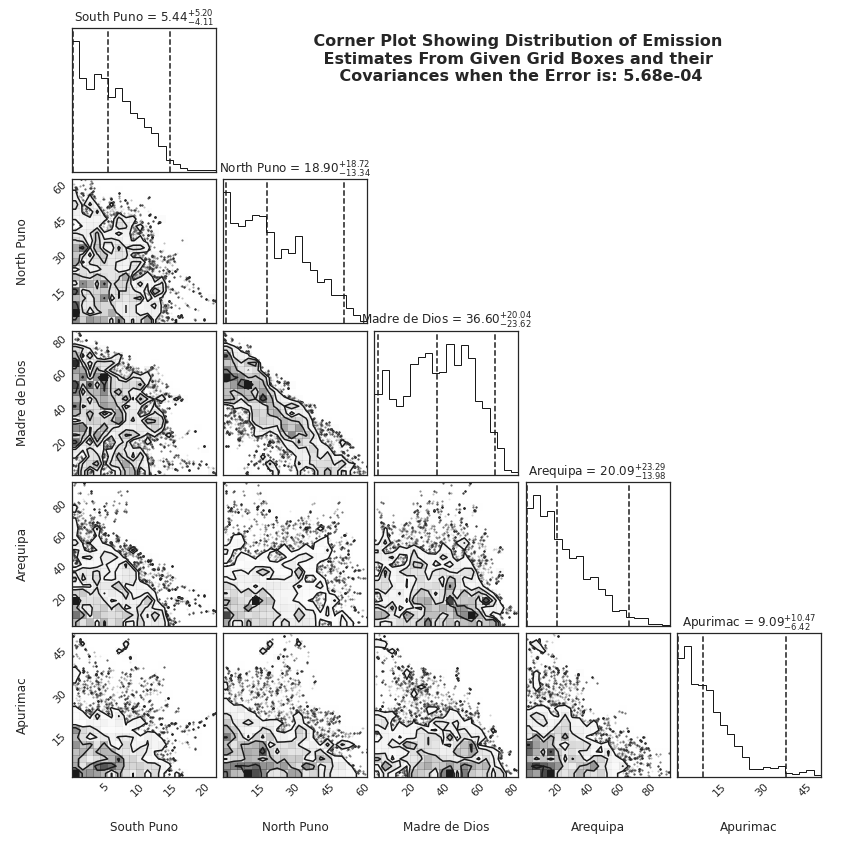 South Puno = 5.44+5.20 −4.11
Corner Plot Showing Distribution of Emission
Estimates From Given Grid Boxes and their
Covariances when the Error is: 5.68e-04
North Puno = 18.90+18.72 −13.34
60
45
30
15
North Puno
Madre de Dios = 36.60+20.04 −23.62
80
60
40
20
Madre de Dios
Arequipa = 20.09+23.29 −13.98
80
60
40
20
Arequipa
Apurimac = 9.09+10.47 −6.42
45
30
15
Apurimac
5 10 15 20 15 30 45 60 20 40 60 80 20 40 60 80 15 30 45
South Puno North Puno Madre de Dios Arequipa Apurimac